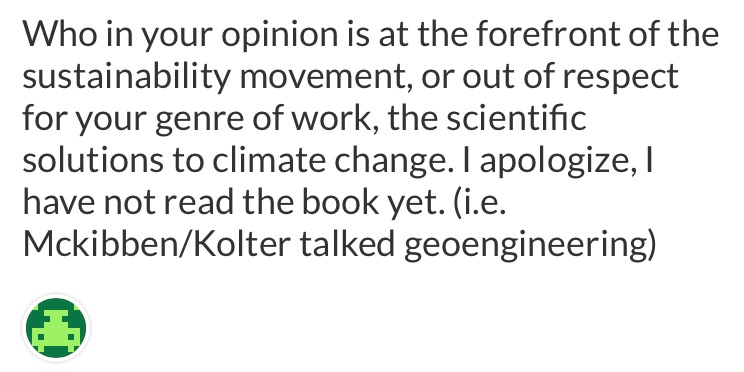 Who in your opinion is at the forefront of the
sustainability movement, or out of respect
for your genre of work, the scientific
solutions to climate change. I apologize, I
have not read the book yet. (i.e.
Mckibben/Kolter talked geoengineering)